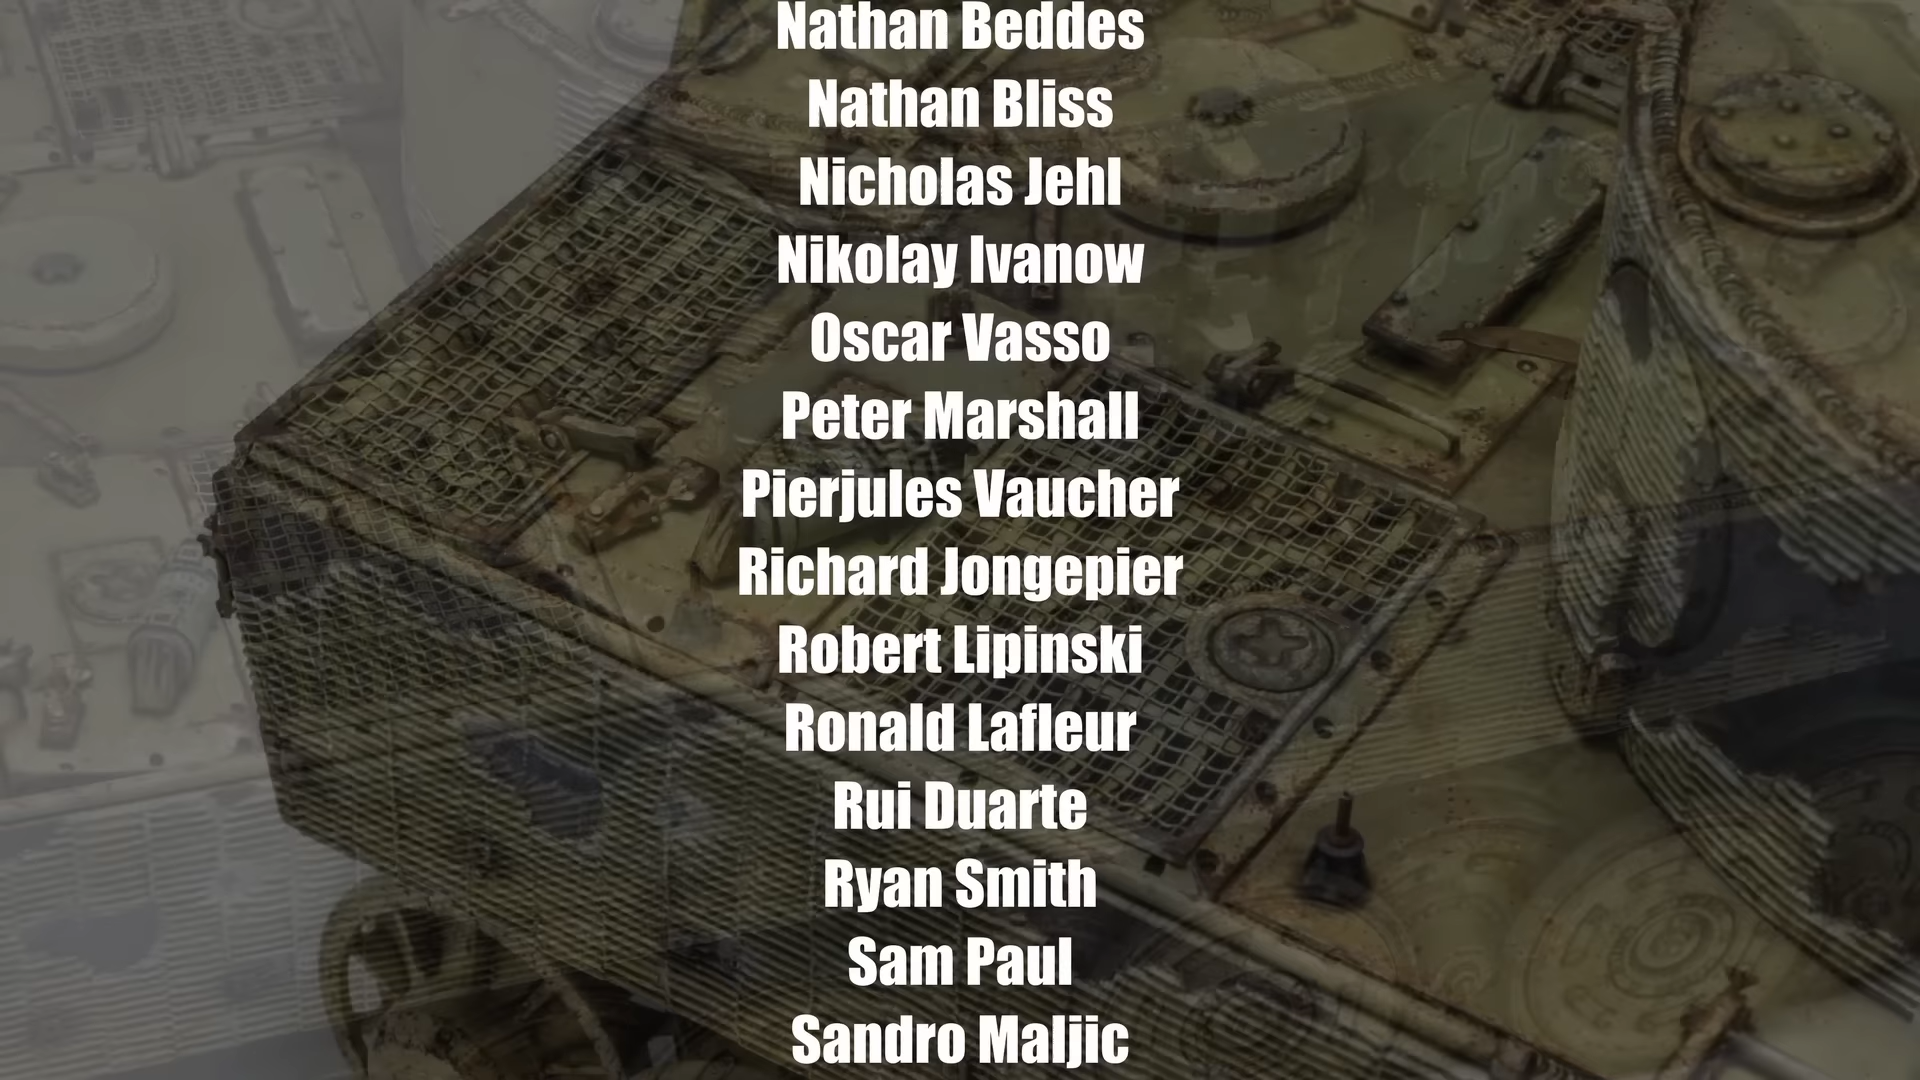 Nathan Beddes
Nathan Bliss
Nicholas Jehl
Nikolay Ivanow
Oscar Vasso
Peter Marshall
Pierjules Vaucher
Richard Jongepier
Robert Lipinski
Ronald Lafleur
Rui Duarte
Ryan Smith
Sam Paul
Sandro Maljic